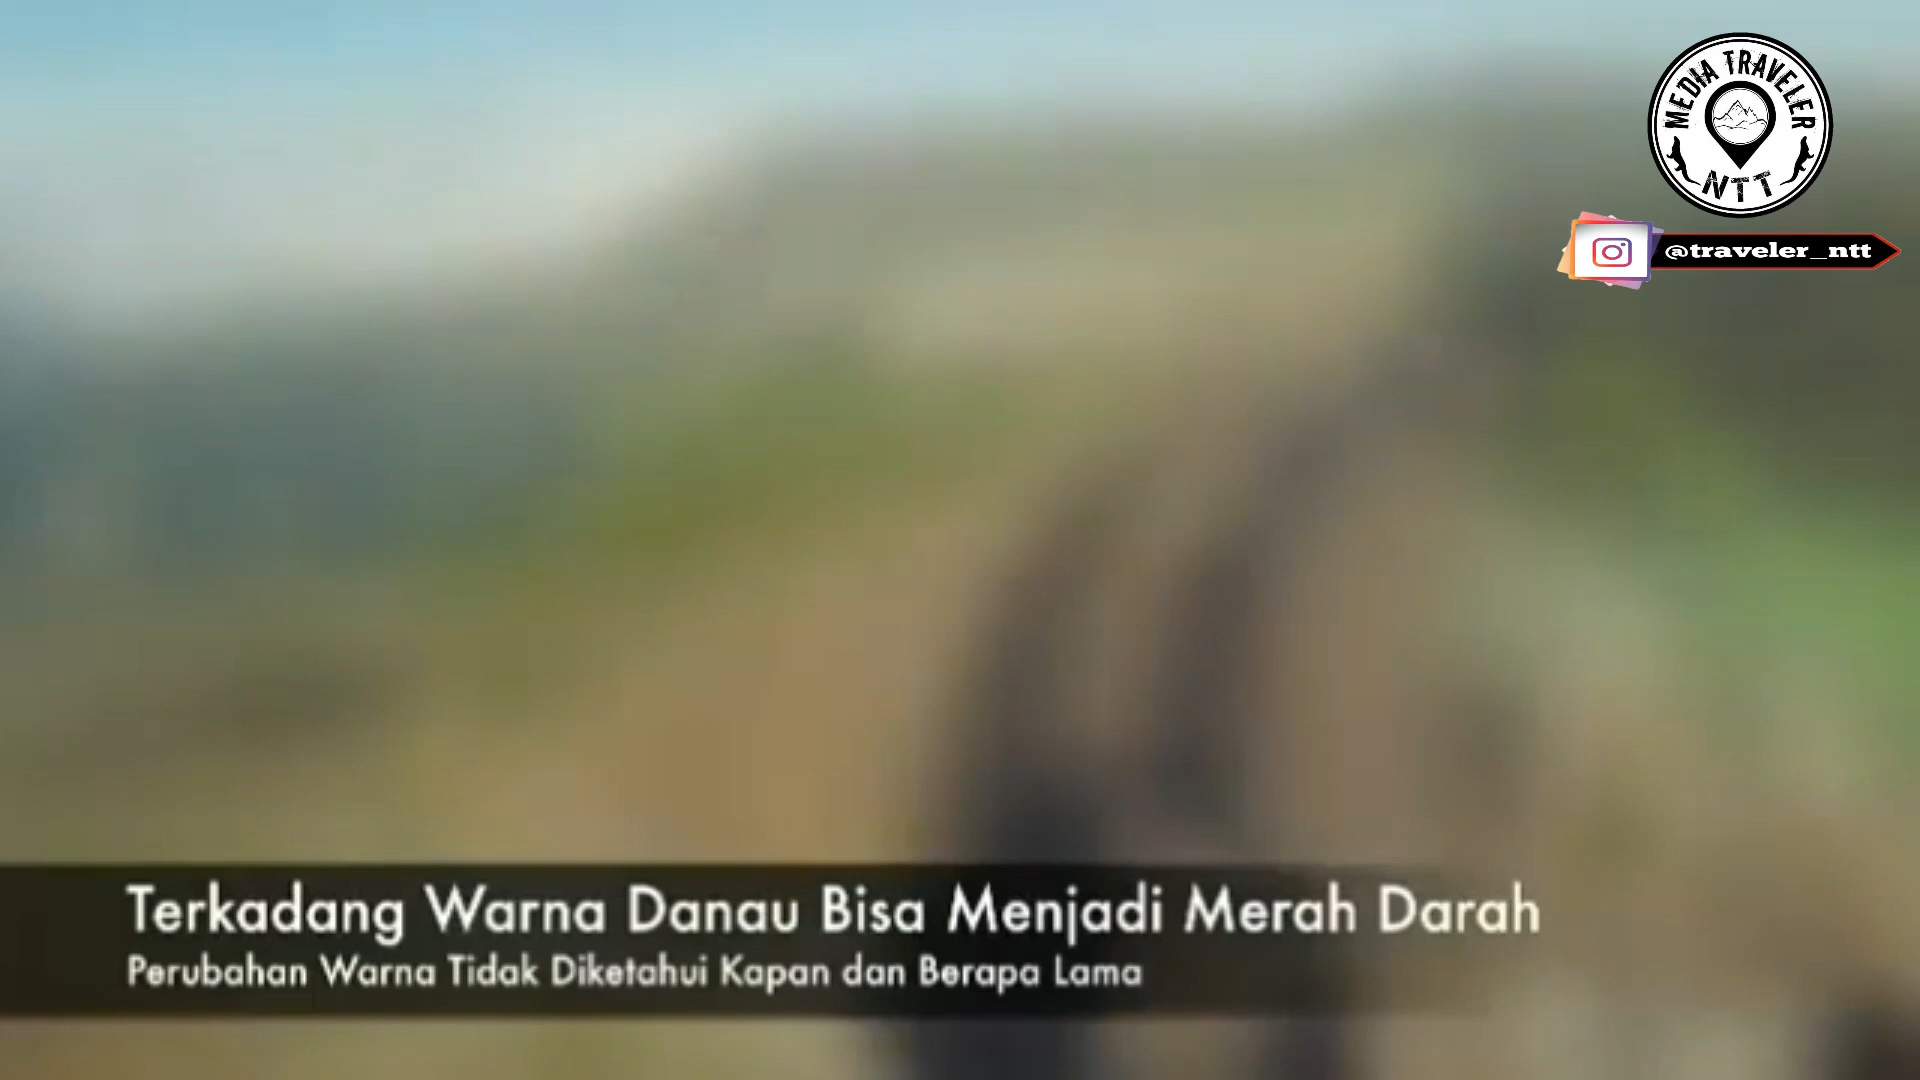 MEDIA TRAVELER
NTT
@traveler_ntt
Terkadang Warna Danau Bisa Menjadi Merah Darah
Perubahan Warna Tidak Diketahui Kapan dan Berapa Lama